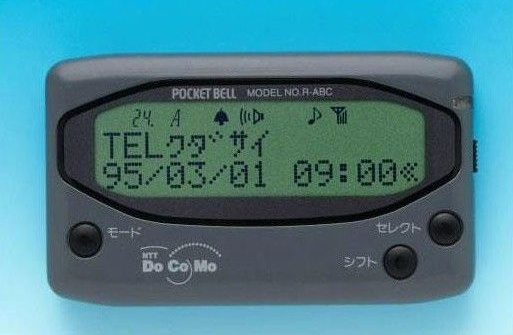 POCKET BELL MODEL NO.R-ABC
24. A
TELクダサイ
95/03/01 09:00≪
モード
セレクト
NTT
DoCoMo
シフト